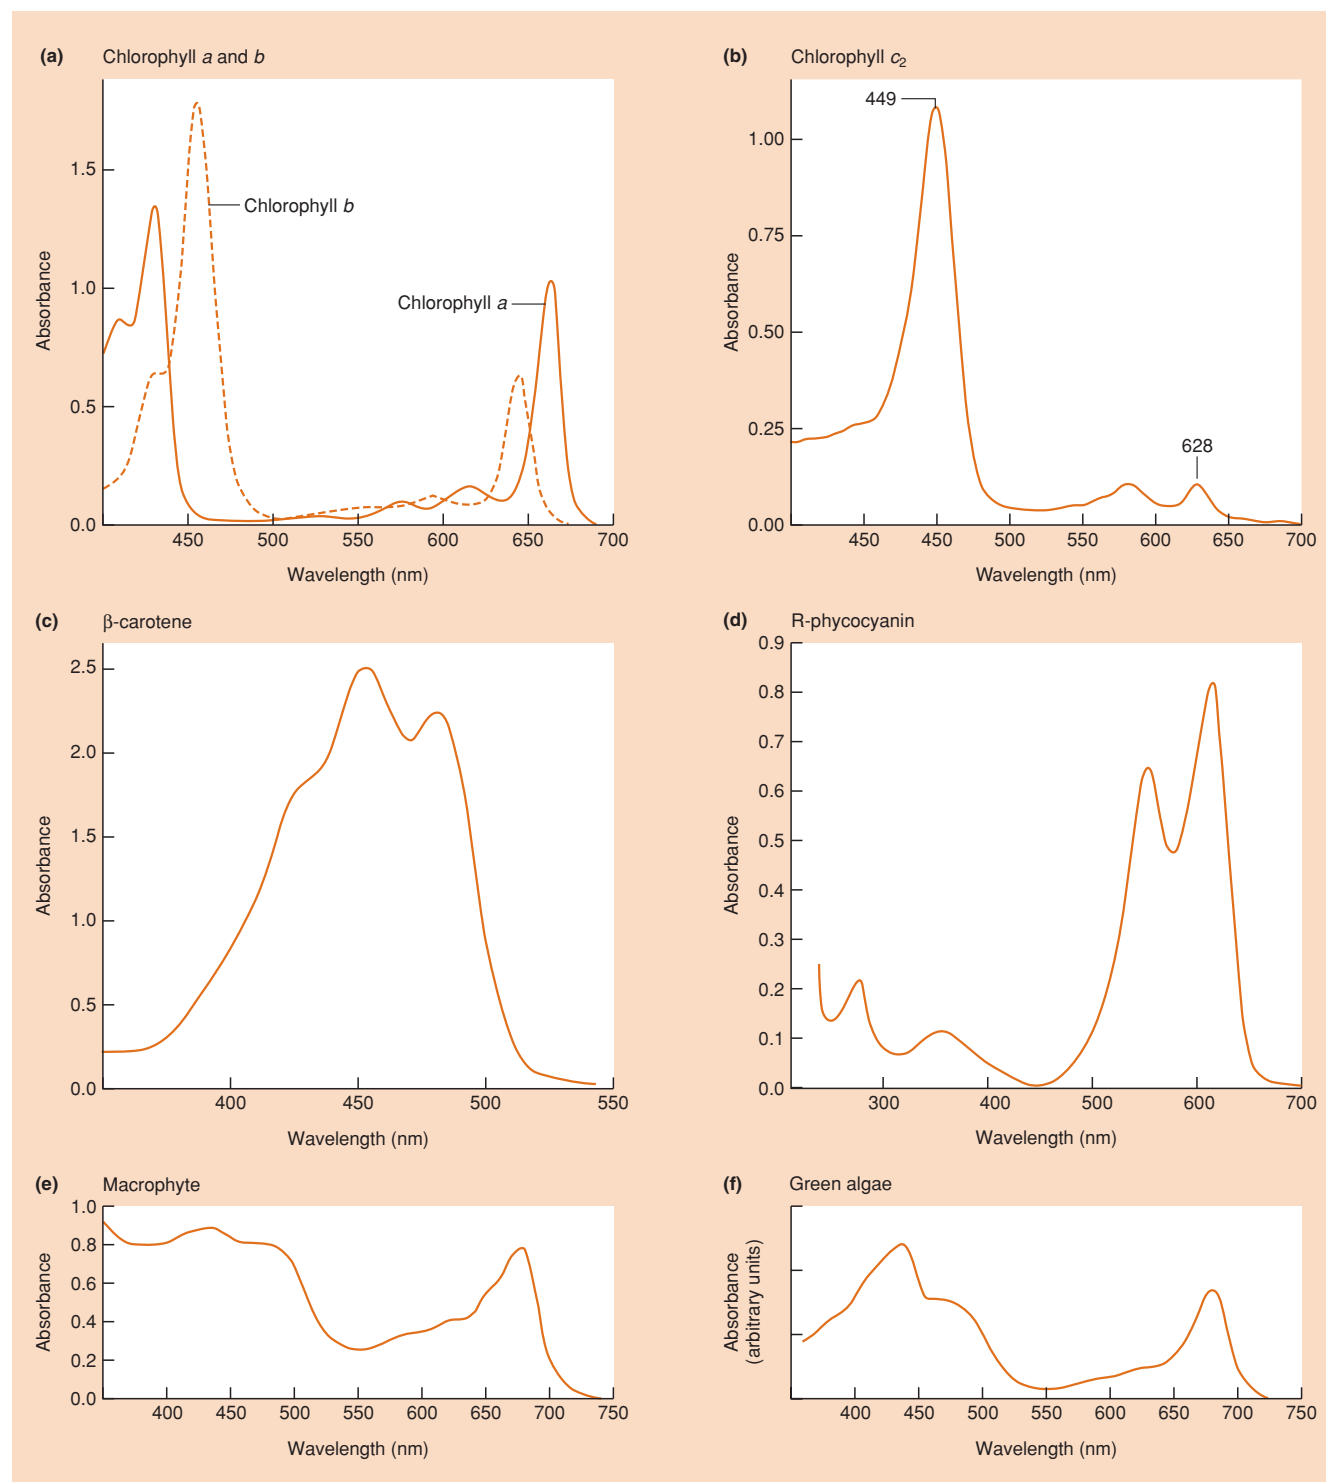 (a) Chlorophyll a and b
1.5
1.0
0.5
0.0
Absorbance
Chlorophyll b
Chlorophyll a
450 500 550 600 650 700
Wavelength (nm)
(b) Chlorophyll c2
1.00
0.75
0.50
0.25
0.00
Absorbance
449
628
450 450 500 550 600 650 700
Wavelength (nm)
(c) β-carotene
2.5
2.0
1.5
1.0
0.5
0.0
Absorbance
400 450 500 550
Wavelength (nm)
(d) R-phycocyanin
0.9
0.8
0.7
0.6
0.5
0.4
0.3
0.2
0.1
0.0
Absorbance
300 400 500 600 700
Wavelength (nm)
(e) Macrophyte
1.0
0.8
0.6
0.4
0.2
0.0
Absorbance
400 450 500 550 600 650 700 750
Wavelength (nm)
(f) Green algae
Absorbance
(arbitrary units)
400 450 500 550 600 650 700 750
Wavelength (nm)